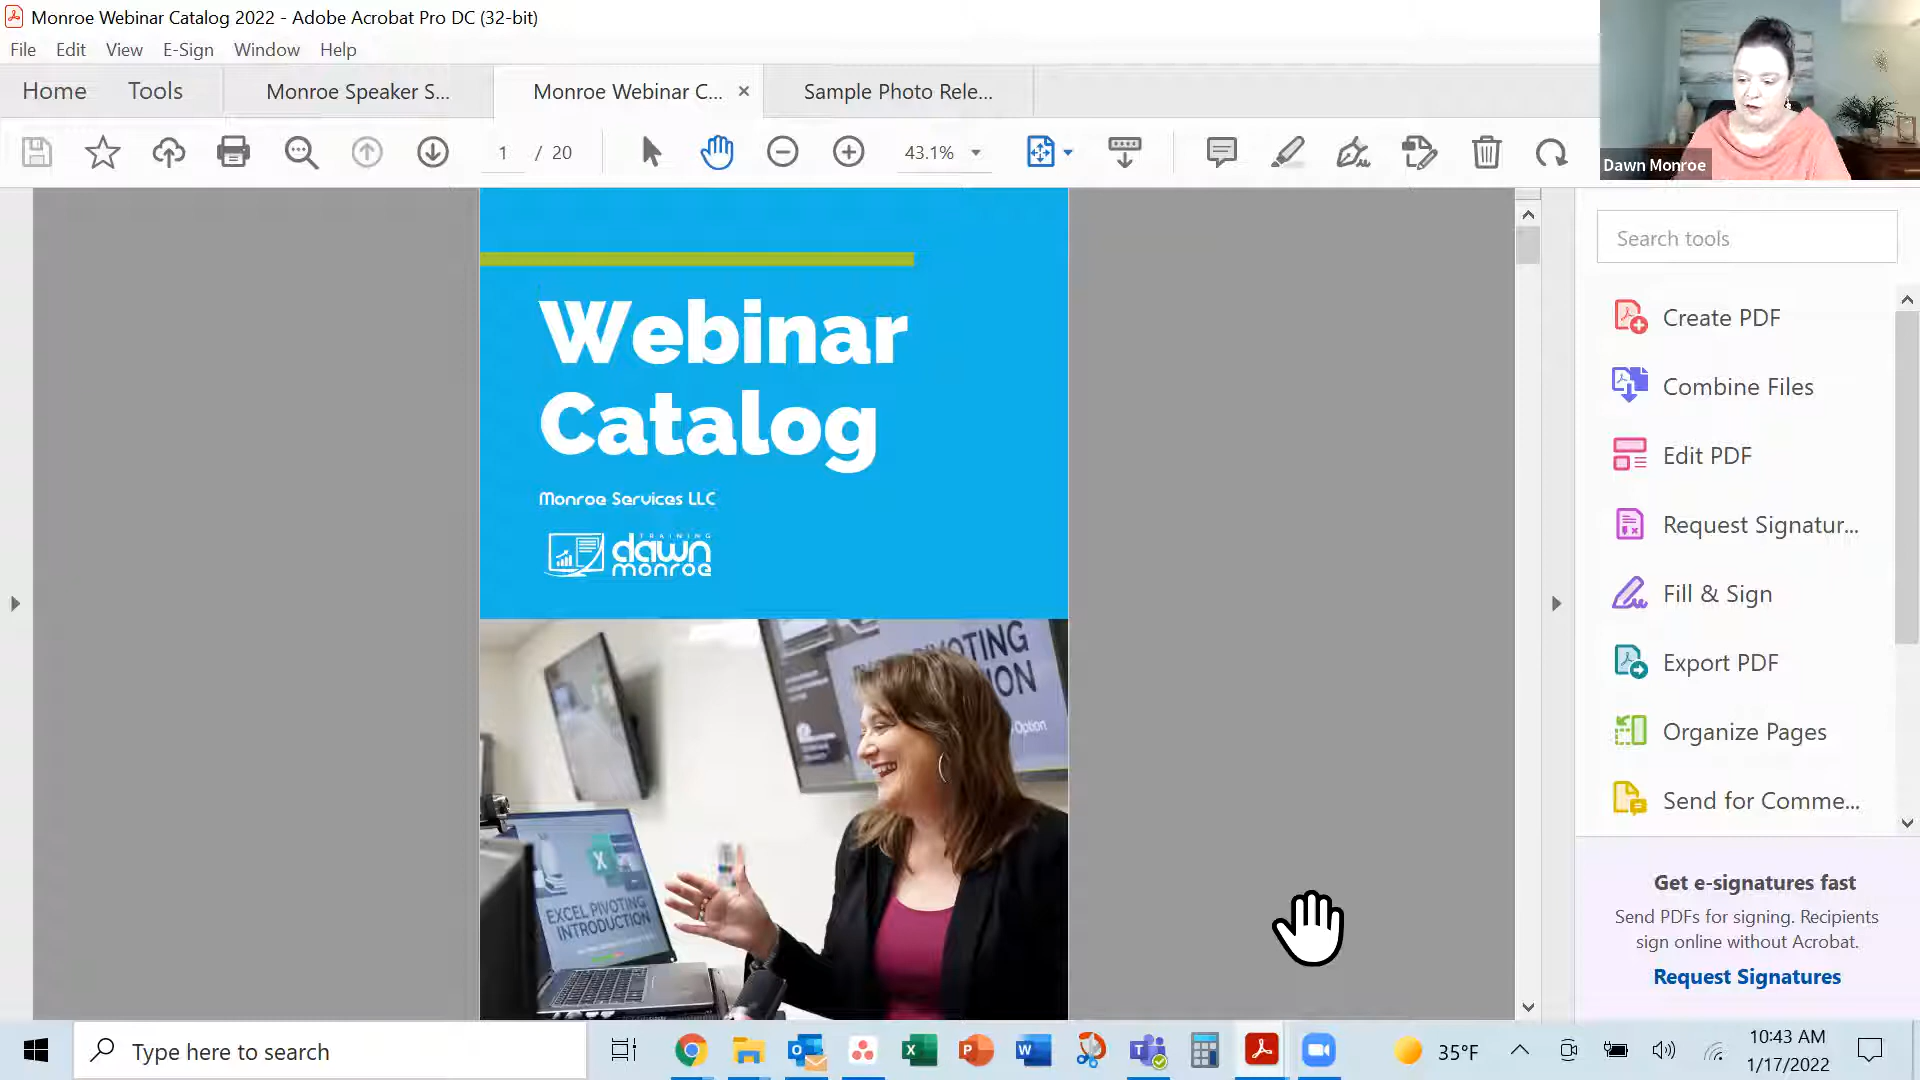 Monroe Webinar Catalog 2022 - Adobe Acrobat Pro DC (32-bit)
File Edit View E-Sign Window Help
Home Tools Monroe Speaker S... Monroe Webinar C... × Sample Photo Rele...
1 / 20 43.1%
Dawn Monroe
Webinar
Catalog
Monroe Services LLC
TRAINING
dawn
monroe
PIVOTING
Option
EXCEL PIVOTING
INTRODUCTION
Search tools
Create PDF
Combine Files
Edit PDF
Request Signatur...
Fill & Sign
Export PDF
Organize Pages
Send for Comme...
Get e-signatures fast
Send PDFs for signing. Recipients
sign online without Acrobat.
Request Signatures
Type here to search
35°F
10:43 AM
1/17/2022